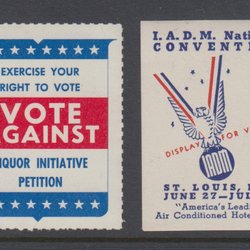 EXERCISE YOUR
RIGHT TO VOTE
VOTE
AGAINST
LIQUOR INITIATIVE
PETITION
I.A.D.M. Nati
CONVENTI
DISPLAY FOR
ST. LOUIS,
JUNE 27-JUL
"America's Lead
Air Conditioned Hote